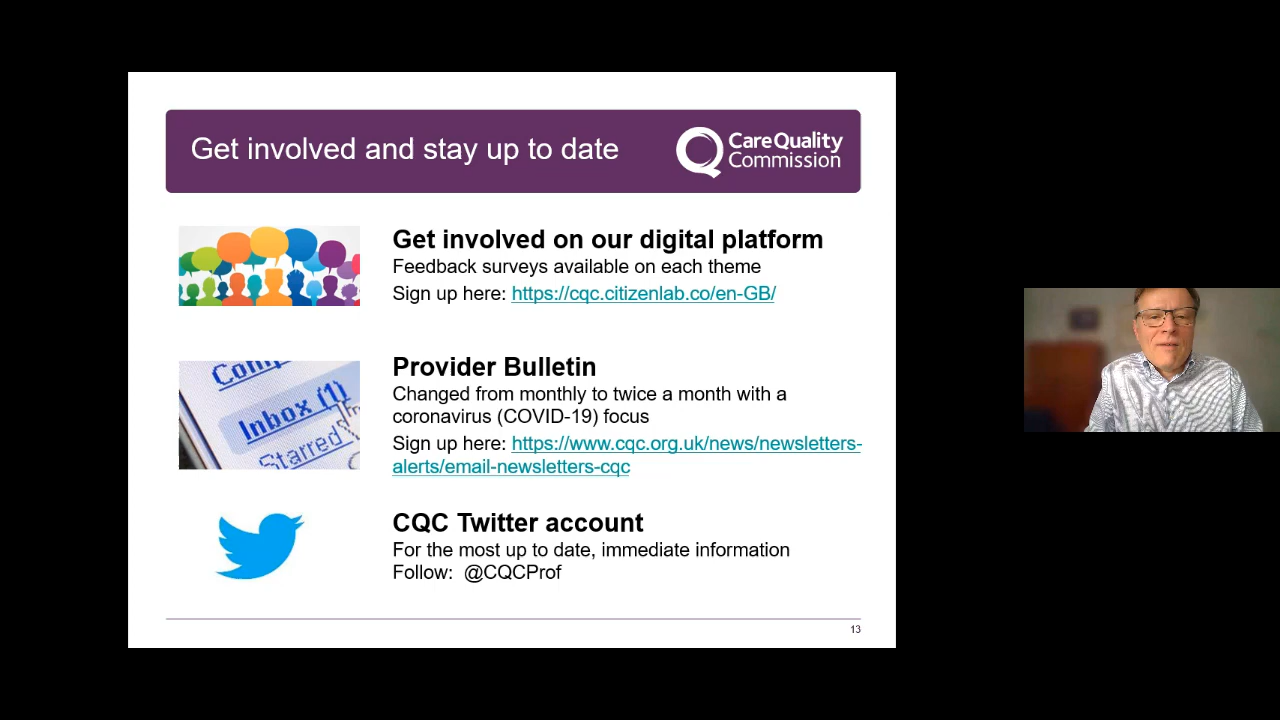 Get involved and stay up to date
CareQuality
Commission
Get involved on our digital platform
Feedback surveys available on each theme
Sign up here: https://cqc.citizenlab.co/en-GB/
Inbox (1)
Starred
Provider Bulletin
Changed from monthly to twice a month with a
coronavirus (COVID-19) focus
Sign up here: https://www.cqc.org.uk/news/newsletters-
alerts/email-newsletters-cqc
CQC Twitter account
For the most up to date, immediate information
Follow:  @CQCProf
13